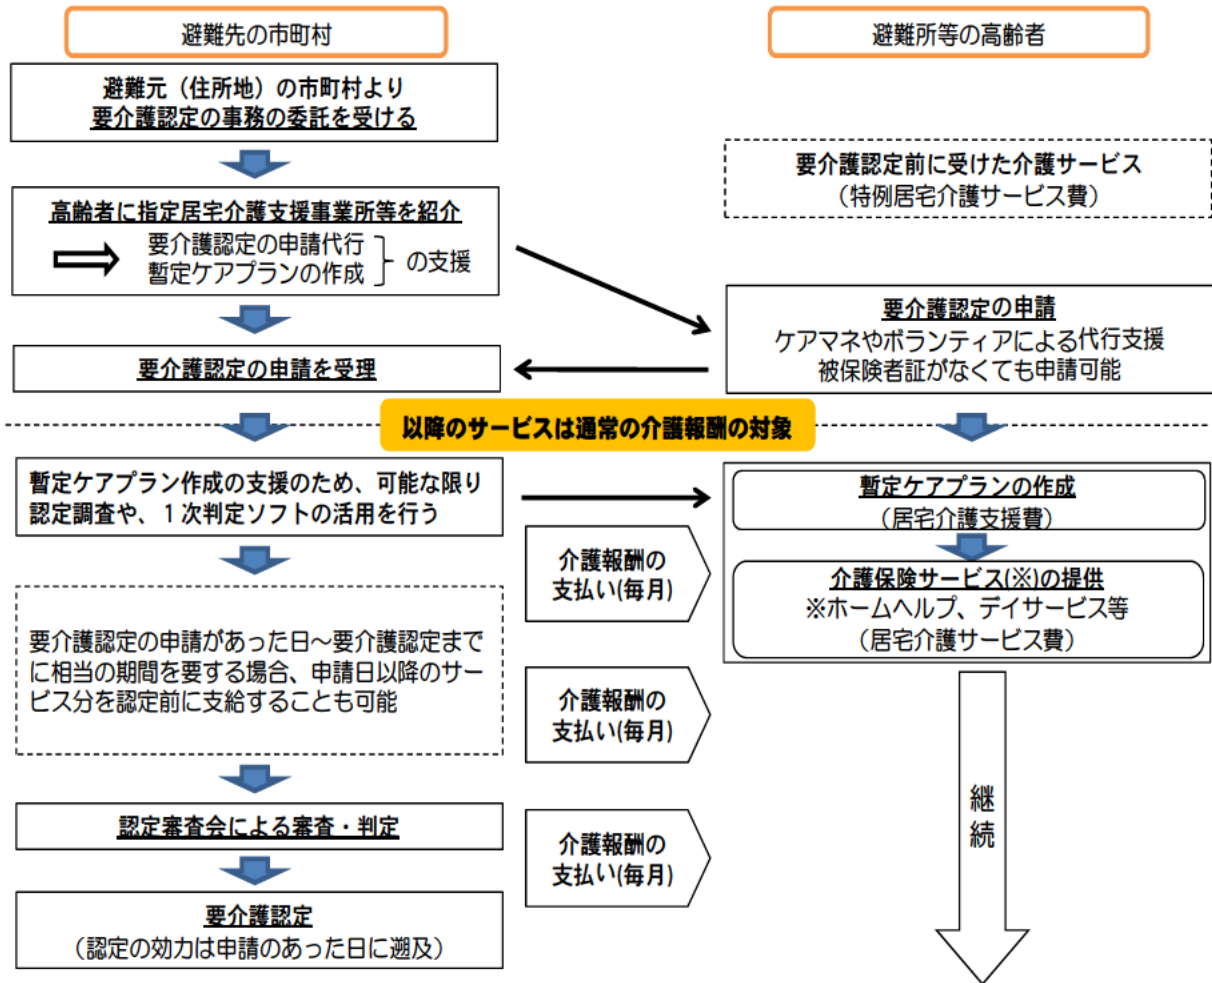 避難先の市町村
避難所等の高齢者
避難元（住所地）の市町村より
要介護認定の事務の委託を受ける
要介護認定前に受けた介護サービス
（特例居宅介護サービス費）
高齢者に指定居宅介護支援事業所等を紹介
要介護認定の申請代行
暫定ケアプランの作成
の支援
要介護認定の申請
ケアマネやボランティアによる代行支援
被保険者証がなくても申請可能
要介護認定の申請を受理
以降のサービスは通常の介護報酬の対象
暫定ケアプラン作成の支援のため、可能な限り
認定調査や、１次判定ソフトの活用を行う
暫定ケアプランの作成
（居宅介護支援費）
介護報酬の
支払い(毎月)
介護保険サービス(※)の提供
※ホームヘルプ、デイサービス等
（居宅介護サービス費）
要介護認定の申請があった日～要介護認定まで
に相当の期間を要する場合、申請日以降のサー
ビス分を認定前に支給することも可能
介護報酬の
支払い(毎月)
継
続
認定審査会による審査・判定
介護報酬の
支払い(毎月)
要介護認定
（認定の効力は申請のあった日に遡及）